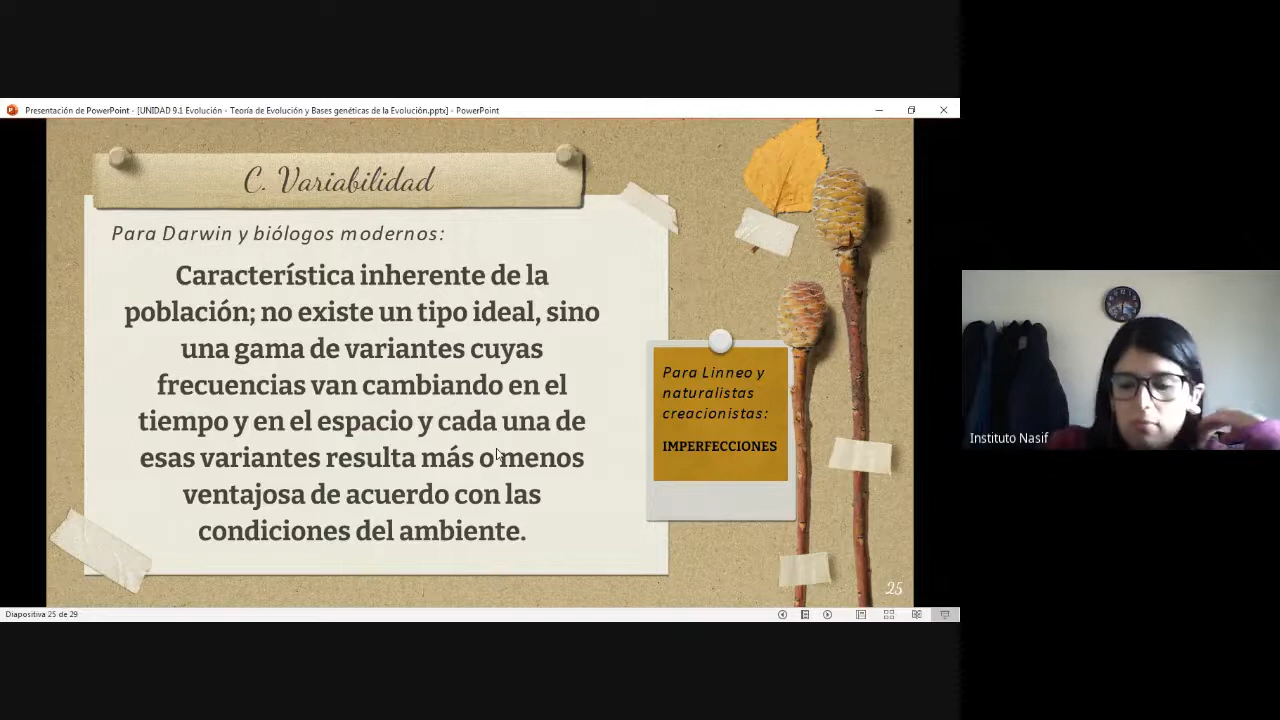 Presentación de PowerPoint - [UNIDAD 9.1 Evolución - Teoría de Evolución y Bases genéticas de la Evolución.pptx] - PowerPoint
C. Variabilidad
Para Darwin y biólogos modernos:
Característica inherente de la
población; no existe un tipo ideal, sino
una gama de variantes cuyas
frecuencias van cambiando en el
tiempo y en el espacio y cada una de
esas variantes resulta más o menos
ventajosa de acuerdo con las
condiciones del ambiente.
Para Linneo y
naturalistas
creacionistas:
IMPERFECCIONES
25
Diapositiva 25 de 29
Instituto Nasif